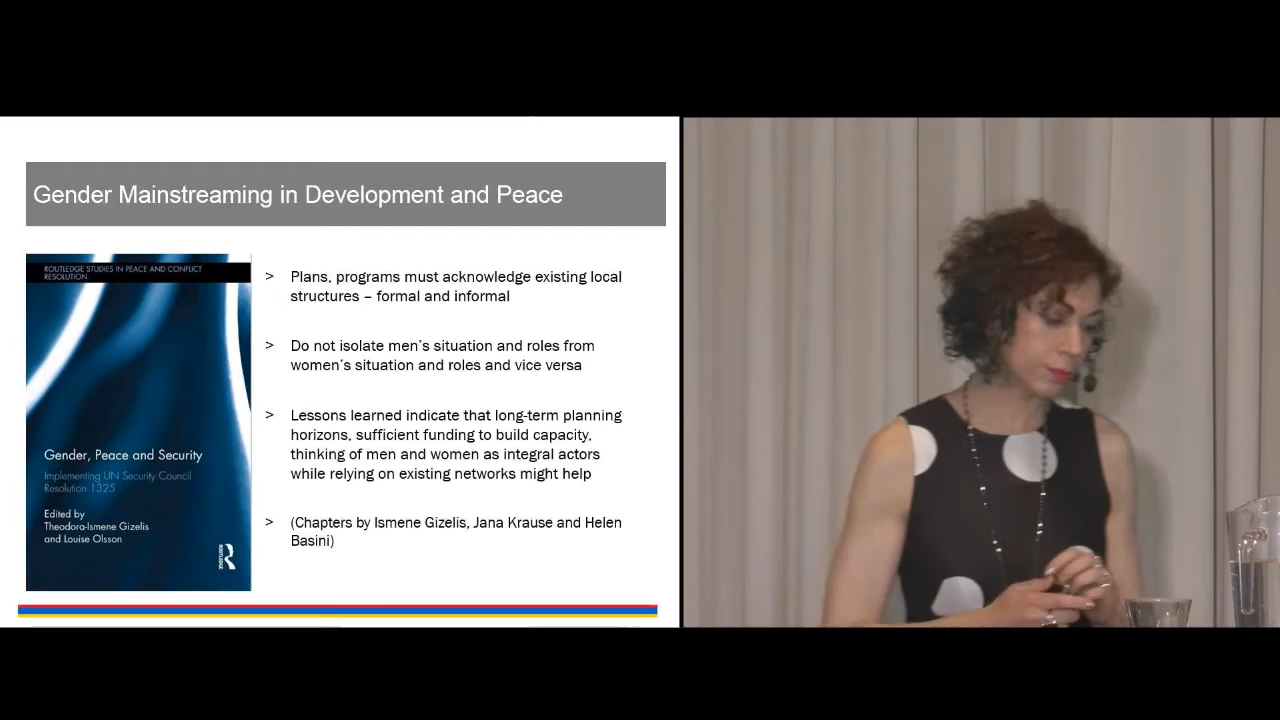 Gender Mainstreaming in Development and Peace
ROUTLEDGE STUDIES IN PEACE AND CONFLICT
RESOLUTION
Gender, Peace and Security
Implementing UN Security Council
Resolution 1325
Edited by
Theodora-Ismene Gizelis
and Louise Olsson
ROUTLEDGE
> Plans, programs must acknowledge existing local
structures – formal and informal
> Do not isolate men's situation and roles from
women's situation and roles and vice versa
> Lessons learned indicate that long-term planning
horizons, sufficient funding to build capacity,
thinking of men and women as integral actors
while relying on existing networks might help
> (Chapters by Ismene Gizelis, Jana Krause and Helen
Basini)